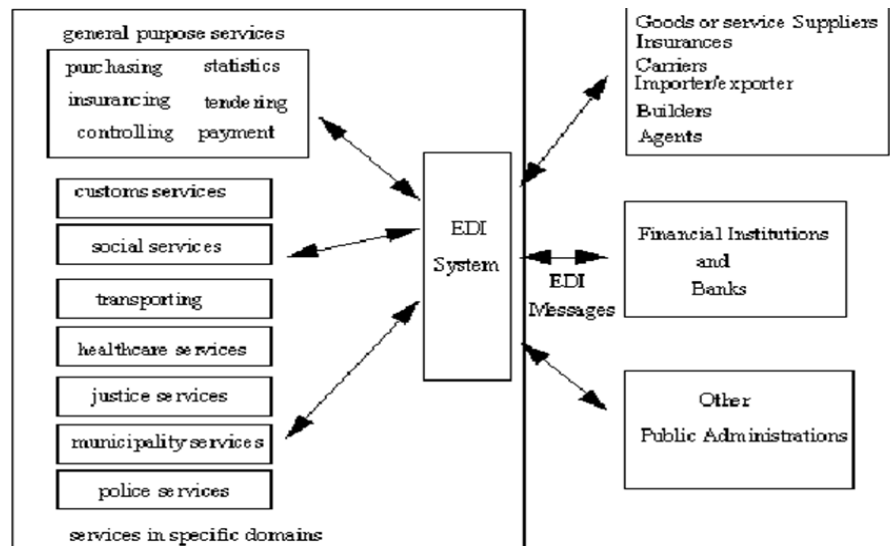 general purpose services
purchasing statistics
insurancing tendering
controlling payment
customs services
social services
transporting
healthcare services
justice services
municipality services
police services
services in specific domains
EDI
System
EDI
Messages
Goods or service Suppliers
Insurances
Carriers
Importer/exporter
Builders
Agents
Financial Institutions
and
Banks
Other
Public Administrations